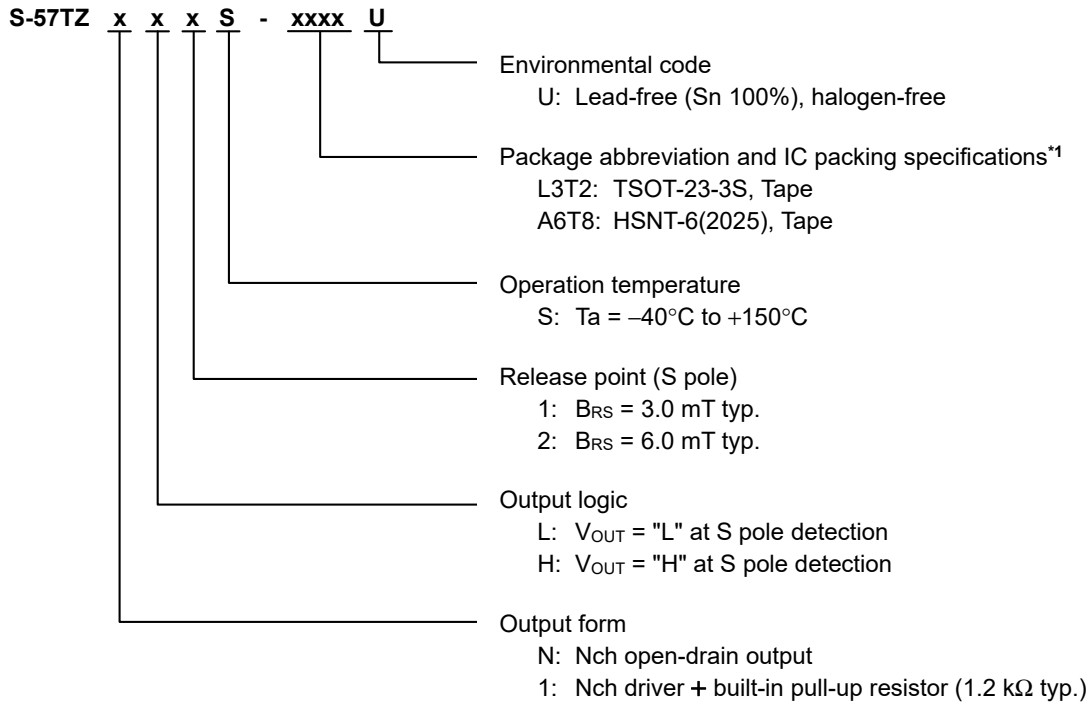 S-57TZ x x x S - xxxx U
Environmental code
U: Lead-free (Sn 100%), halogen-free
Package abbreviation and IC packing specifications*1
L3T2: TSOT-23-3S, Tape
A6T8: HSNT-6(2025), Tape
Operation temperature
S: Ta = −40°C to +150°C
Release point (S pole)
1: BRS = 3.0 mT typ.
2: BRS = 6.0 mT typ.
Output logic
L: VOUT = "L" at S pole detection
H: VOUT = "H" at S pole detection
Output form
N: Nch open-drain output
1: Nch driver + built-in pull-up resistor (1.2 kΩ typ.)